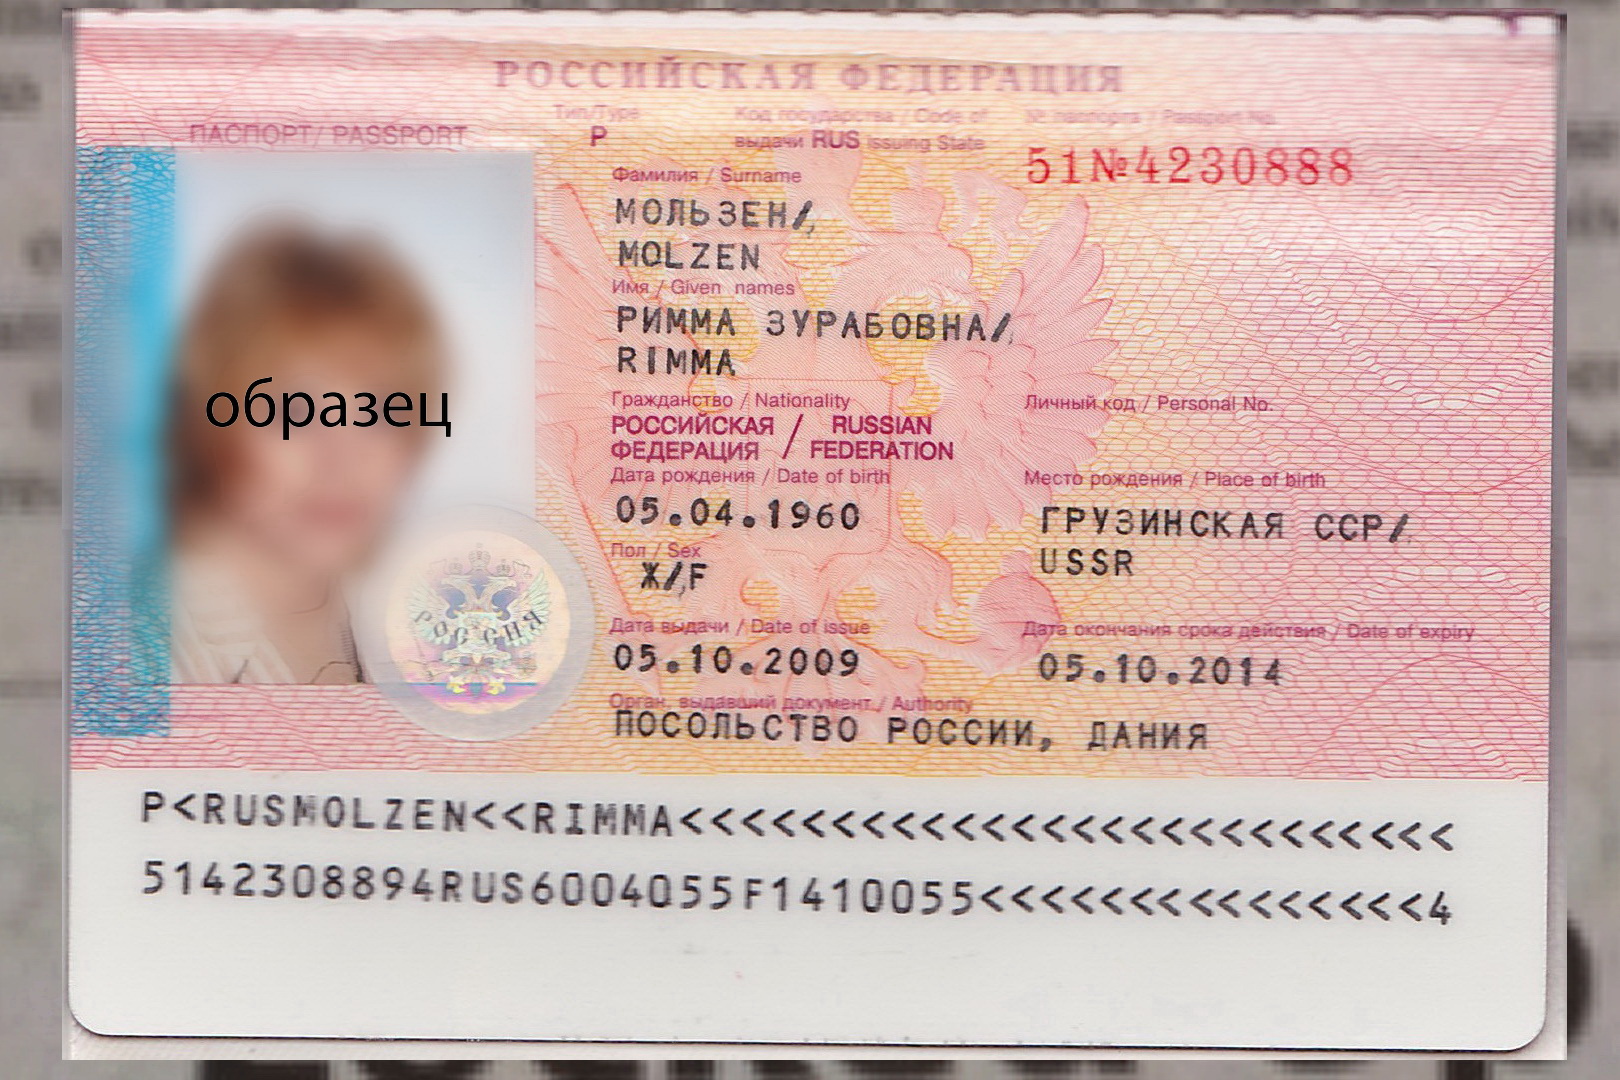 РОССИЙСКАЯ ФЕДЕРАЦИЯ
ПАСПОРТ/ PASSPORT
Тип/Type
P
Код государства / Code of
выдачи RUS issuing State
№ паспорта / Passport No.
51№4230888
Фамилия / Surname
МОЛЬЗЕН/
MOLZEN
Имя / Given names
РИММА ЗУРАБОВНА/
RIMMA
Гражданство / Nationality
РОССИЙСКАЯ / RUSSIAN
ФЕДЕРАЦИЯ / FEDERATION
Личный код / Personal No.
Дата рождения / Date of birth
05.04.1960
Место рождения / Place of birth
ГРУЗИНСКАЯ ССР/
USSR
Пол / Sex
Ж/F
Дата выдачи / Date of issue
05.10.2009
Дата окончания срока действия / Date of expiry
05.10.2014
Орган, выдавший документ / Authority
ПОСОЛЬСТВО РОССИИ, ДАНИЯ
образец
РОССИЯ
P<RUSMOLZEN<<RIMMA<<<<<<<<<<<<<<<<<<<<<<<<<<
5142308894RUS6004055F1410055<<<<<<<<<<<<<<<4